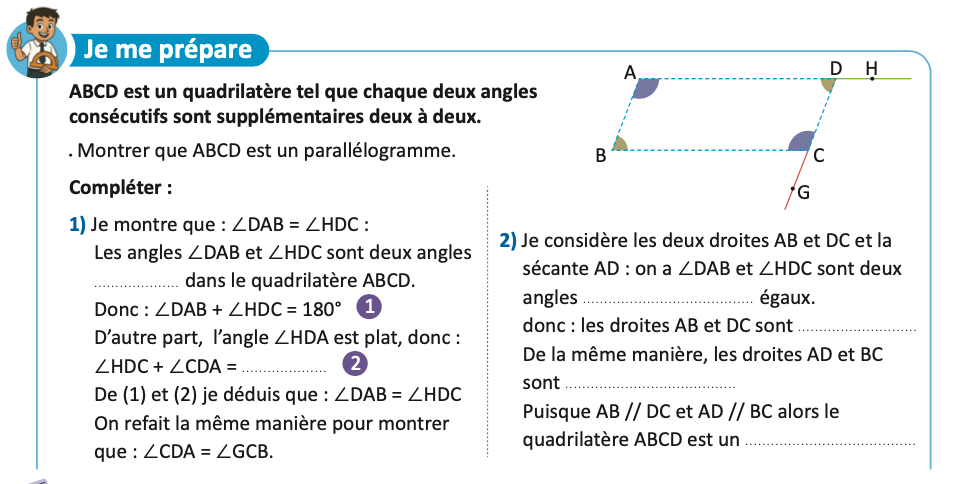 Je me prépare
ABCD est un quadrilatère tel que chaque deux angles
consécutifs sont supplémentaires deux à deux.
. Montrer que ABCD est un parallélogramme.
Compléter :
1) Je montre que : ∠DAB = ∠HDC :
Les angles ∠DAB et ∠HDC sont deux angles
.................... dans le quadrilatère ABCD.
Donc : ∠DAB + ∠HDC = 180° 1
D’autre part, l’angle ∠HDA est plat, donc :
∠HDC + ∠CDA = .................... 2
De (1) et (2) je déduis que : ∠DAB = ∠HDC
On refait la même manière pour montrer
que : ∠CDA = ∠GCB.
A
D
H
B
C
G
2) Je considère les deux droites AB et DC et la
sécante AD : on a ∠DAB et ∠HDC sont deux
angles ........................................ égaux.
donc : les droites AB et DC sont ............................
De la même manière, les droites AD et BC
sont ........................................
Puisque AB // DC et AD // BC alors le
quadrilatère ABCD est un ........................................